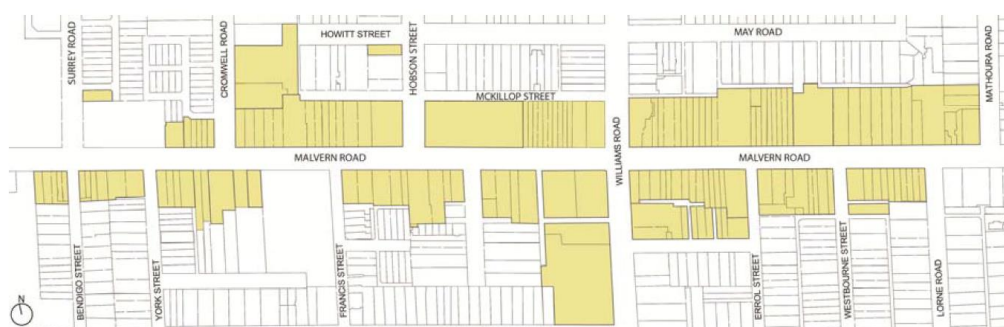 SURREY ROAD
CROMWELL ROAD
HOWITT STREET
HOBSON STREET
MAY ROAD
MATHOURA ROAD
MCKILLOP STREET
WILLIAMS ROAD
MALVERN ROAD
MALVERN ROAD
BENDIGO STREET
YORK STREET
FRANCIS STREET
ERROL STREET
WESTBOURNE STREET
LORNE ROAD
N